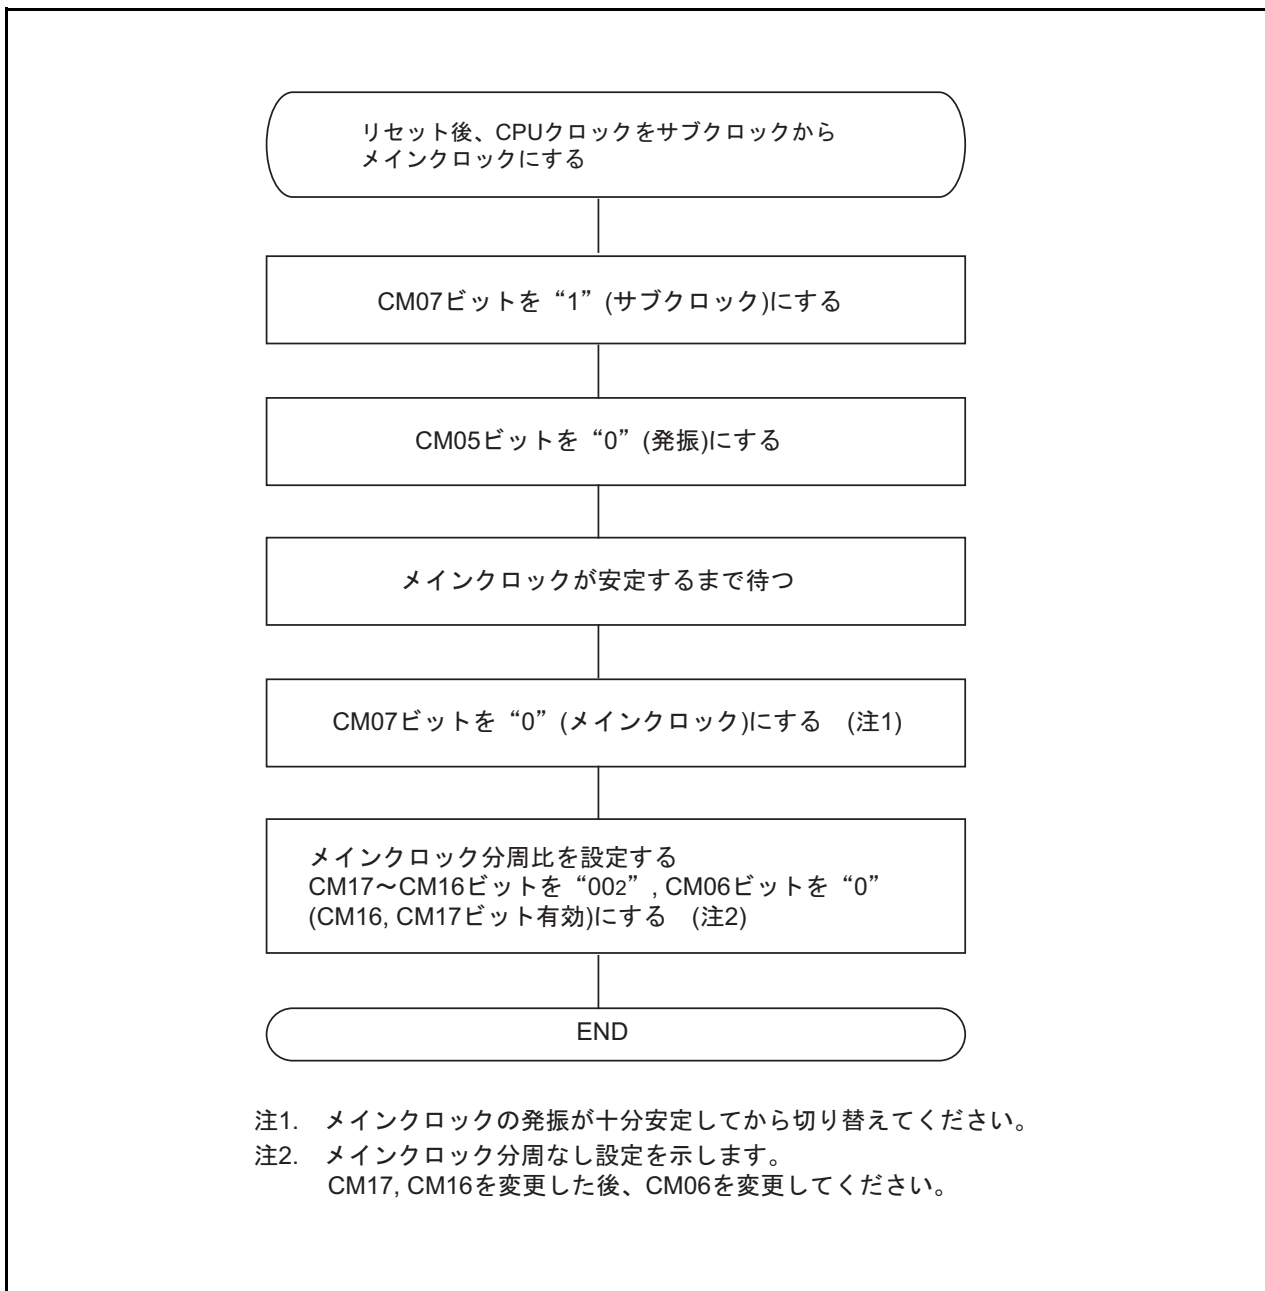 リセット後、CPUクロックをサブクロックから
メインクロックにする
CM07ビットを“1”(サブクロック)にする
CM05ビットを“0”(発振)にする
メインクロックが安定するまで待つ
CM07ビットを“0”(メインクロック)にする　(注1)
メインクロック分周比を設定する
CM17～CM16ビットを“002”, CM06ビットを“0”
(CM16, CM17ビット有効)にする　(注2)
END
注1.　メインクロックの発振が十分安定してから切り替えてください。
注2.　メインクロック分周なし設定を示します。
CM17, CM16を変更した後、CM06を変更してください。